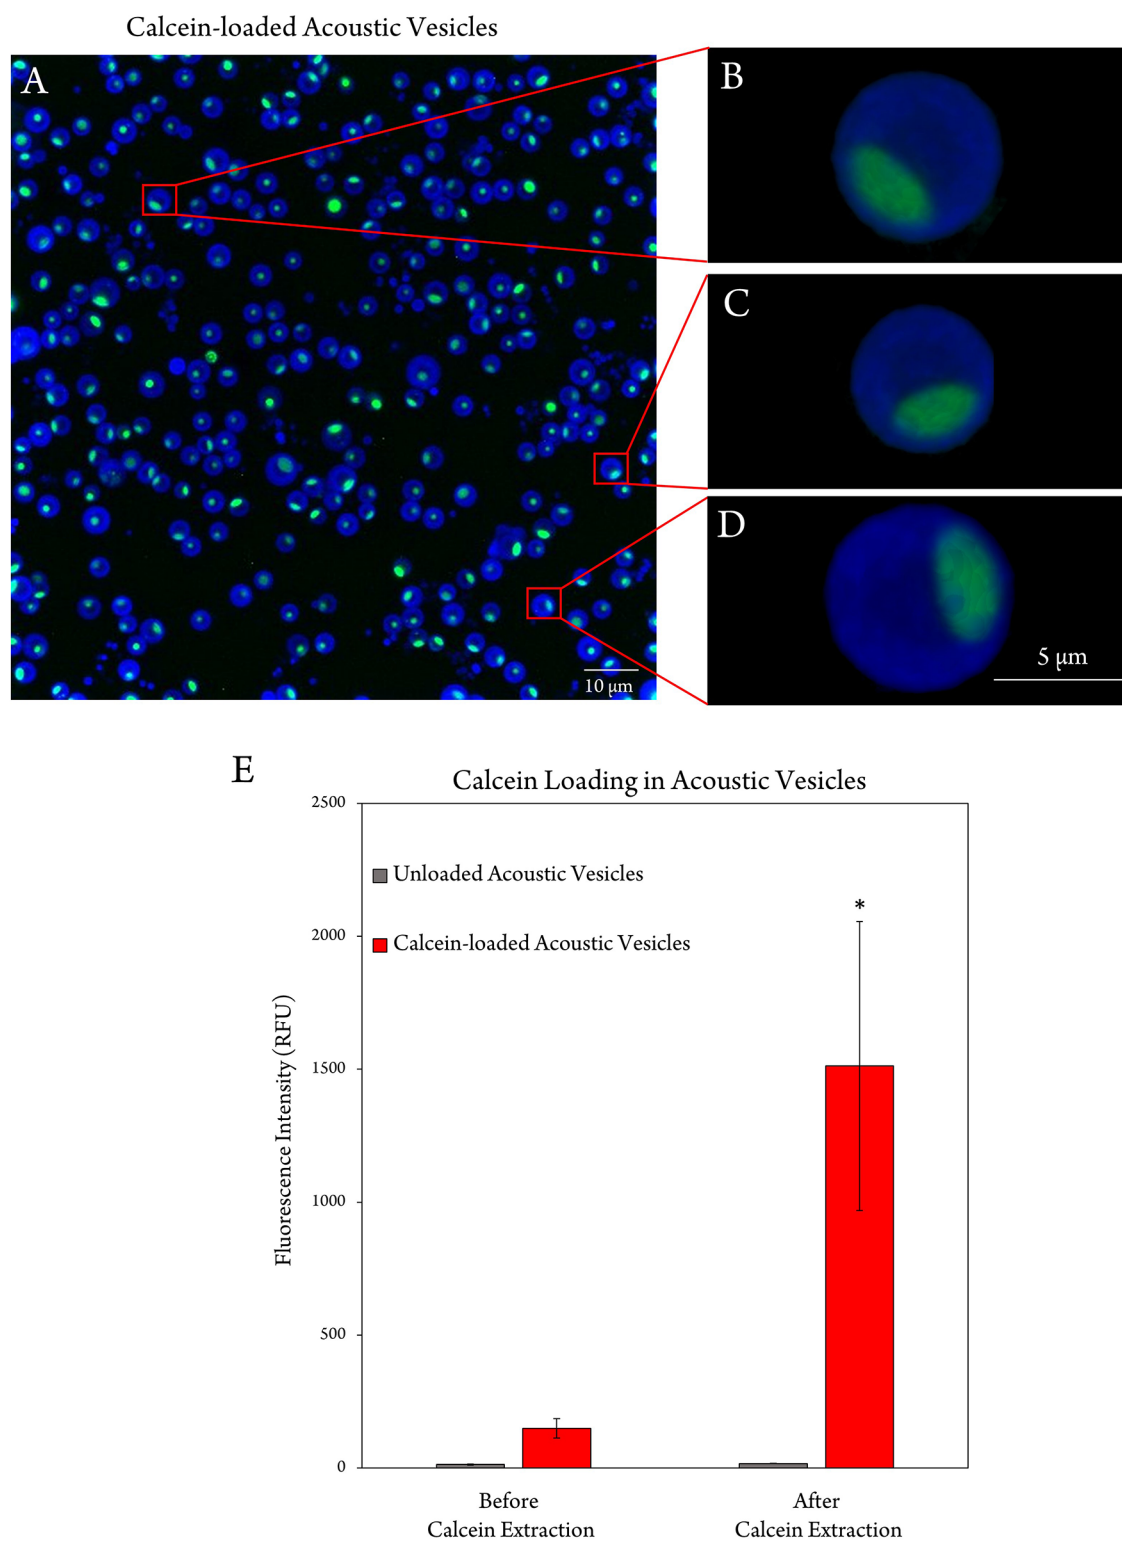 Calcein-loaded Acoustic Vesicles
A
B
C
D
10 µm
5 µm
E
Calcein Loading in Acoustic Vesicles
2500
2000
1500
1000
500
0
Fluorescence Intensity (RFU)
Unloaded Acoustic Vesicles
Calcein-loaded Acoustic Vesicles
*
Before
Calcein Extraction
After
Calcein Extraction